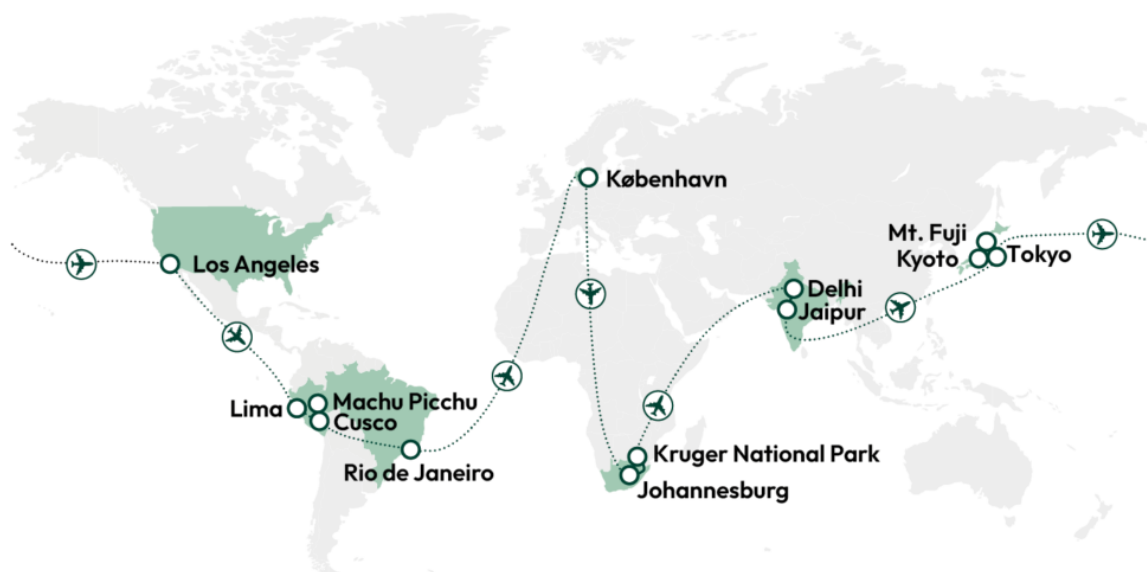 København
Mt. Fuji
Kyoto
Tokyo
Los Angeles
Delhi
Jaipur
Lima
Machu Picchu
Cusco
Rio de Janeiro
Kruger National Park
Johannesburg